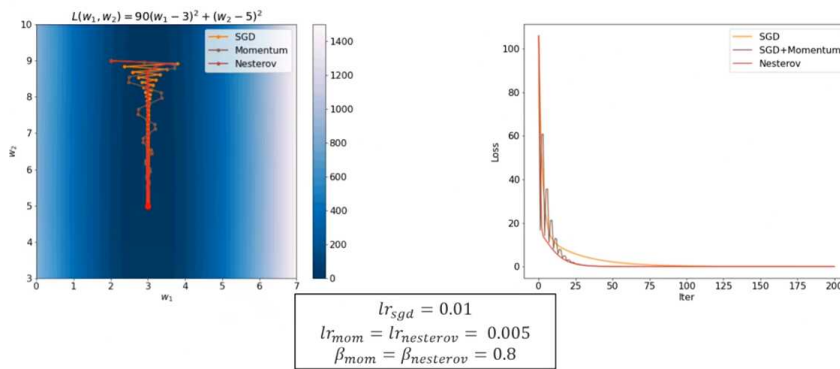 L(w₁, w₂) = 90(w₁−3)² + (w₂−5)²
SGD
Momentum
Nesterov
10
9
8
7
6
5
4
3
w₂
0
1
2
3
4
5
6
7
w₁
1400
1200
1000
800
600
400
200
0
SGD
SGD+Momentum
Nesterov
100
80
60
40
20
0
Loss
0
25
50
75
100
125
150
175
200
Iter
lr_sgd = 0.01
lr_mom = lr_nesterov = 0.005
β_mom = β_nesterov = 0.8